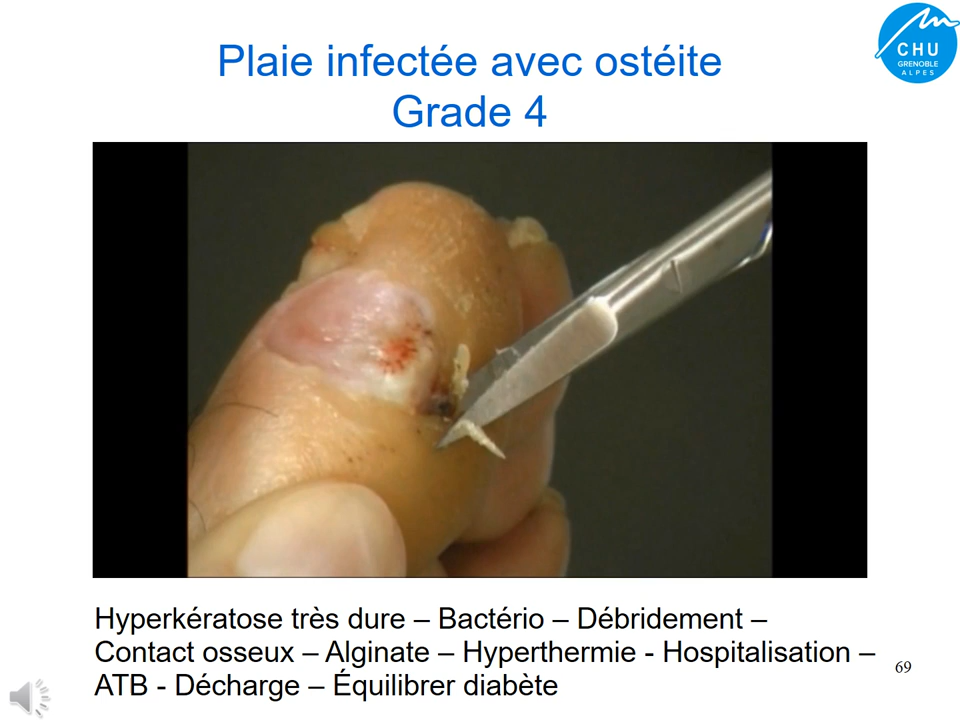 CHU
GRENOBLE
ALPES
Plaie infectée avec ostéite
Grade 4
Hyperkératose très dure – Bactério – Débridement –
Contact osseux – Alginate – Hyperthermie - Hospitalisation –
ATB - Décharge – Équilibrer diabète
69